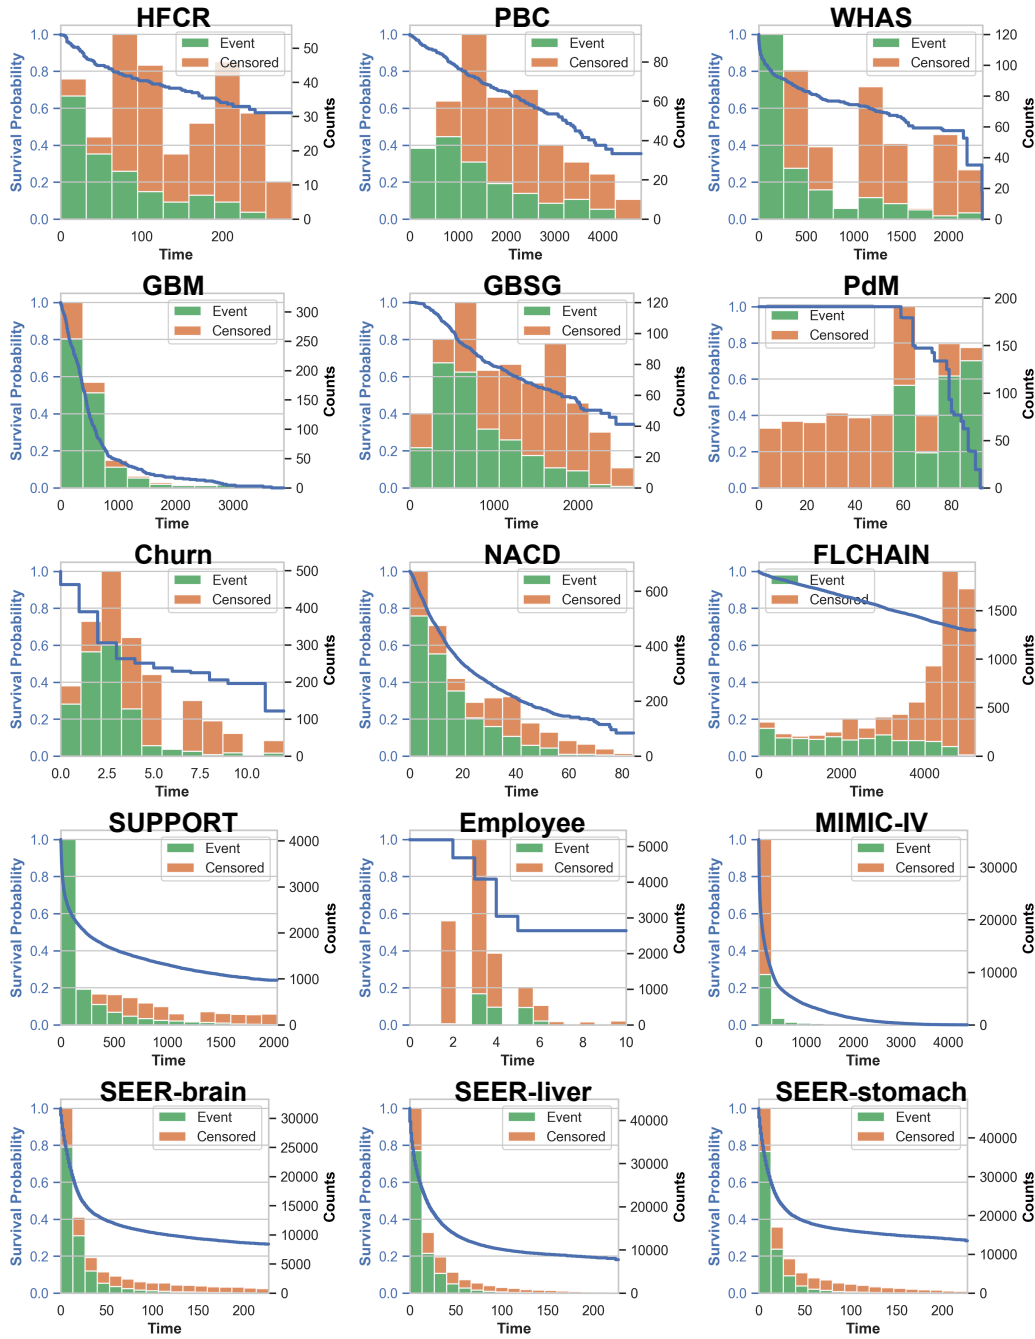 HFCR
Survival Probability
1.0
0.8
0.6
0.4
0.2
0.0
Event
Censored
50
40
30
20
10
0
Counts
0 100 200
Time
PBC
Survival Probability
1.0
0.8
0.6
0.4
0.2
0.0
Event
Censored
80
60
40
20
0
Counts
0 1000 2000 3000 4000
Time
WHAS
Survival Probability
1.0
0.8
0.6
0.4
0.2
0.0
Event
Censored
120
100
80
60
40
20
0
Counts
0 500 1000 1500 2000
Time
GBM
Survival Probability
1.0
0.8
0.6
0.4
0.2
0.0
Event
Censored
300
250
200
150
100
50
0
Counts
0 1000 2000 3000
Time
GBSG
Survival Probability
1.0
0.8
0.6
0.4
0.2
0.0
Event
Censored
120
100
80
60
40
20
0
Counts
0 1000 2000
Time
PdM
Survival Probability
1.0
0.8
0.6
0.4
0.2
0.0
Event
Censored
200
150
100
50
0
Counts
0 20 40 60 80
Time
Churn
Survival Probability
1.0
0.8
0.6
0.4
0.2
0.0
Event
Censored
500
400
300
200
100
0
Counts
0.0 2.5 5.0 7.5 10.0
Time
NACD
Survival Probability
1.0
0.8
0.6
0.4
0.2
0.0
Event
Censored
600
400
200
0
Counts
0 20 40 60 80
Time
FLCHAIN
Survival Probability
1.0
0.8
0.6
0.4
0.2
0.0
Event
Censored
1500
1000
500
0
Counts
0 2000 4000
Time
SUPPORT
Survival Probability
1.0
0.8
0.6
0.4
0.2
0.0
Event
Censored
4000
3000
2000
1000
0
Counts
0 500 1000 1500 2000
Time
Employee
Survival Probability
1.0
0.8
0.6
0.4
0.2
0.0
Event
Censored
5000
4000
3000
2000
1000
0
Counts
0 2 4 6 8 10
Time
MIMIC-IV
Survival Probability
1.0
0.8
0.6
0.4
0.2
0.0
Event
Censored
30000
20000
10000
0
Counts
0 1000 2000 3000 4000
Time
SEER-brain
Survival Probability
1.0
0.8
0.6
0.4
0.2
0.0
Event
Censored
30000
25000
20000
15000
10000
5000
0
Counts
0 50 100 150 200
Time
SEER-liver
Survival Probability
1.0
0.8
0.6
0.4
0.2
0.0
Event
Censored
40000
30000
20000
10000
0
Counts
0 50 100 150 200
Time
SEER-stomach
Survival Probability
1.0
0.8
0.6
0.4
0.2
0.0
Event
Censored
40000
30000
20000
10000
0
Counts
0 50 100 150 200
Time